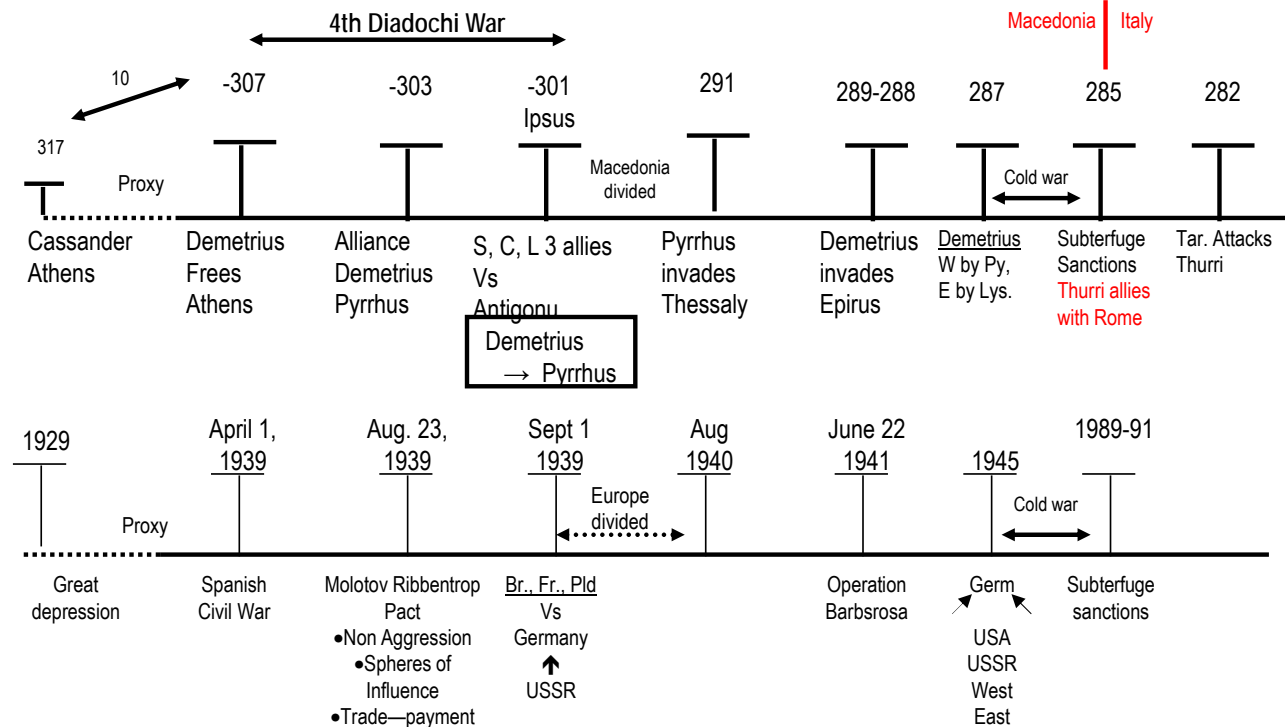 4th Diadochi War
Macedonia
Italy
10
317
-307
-303
-301
Ipsus
291
289-288
287
285
282
Proxy
Macedonia
divided
Cold war
Cassander
Athens
Demetrius
Frees
Athens
Alliance
Demetrius
Pyrrhus
S, C, L 3 allies
Vs
Antigonu
Demetrius
→ Pyrrhus
Pyrrhus
invades
Thessaly
Demetrius
invades
Epirus
Demetrius
W by Py,
E by Lys.
Subterfuge
Sanctions
Thurri allies
with Rome
Tar. Attacks
Thurri
1929
April 1,
1939
Aug. 23,
1939
Sept 1
1939
Aug
1940
June 22
1941
1945
1989-91
Proxy
Europe
divided
Cold war
Great
depression
Spanish
Civil War
Molotov Ribbentrop
Pact
•Non Aggression
•Spheres of
Influence
•Trade—payment
Br., Fr., Pld
Vs
Germany
USSR
Operation
Barbsrosa
Germ
USA
USSR
West
East
Subterfuge
sanctions